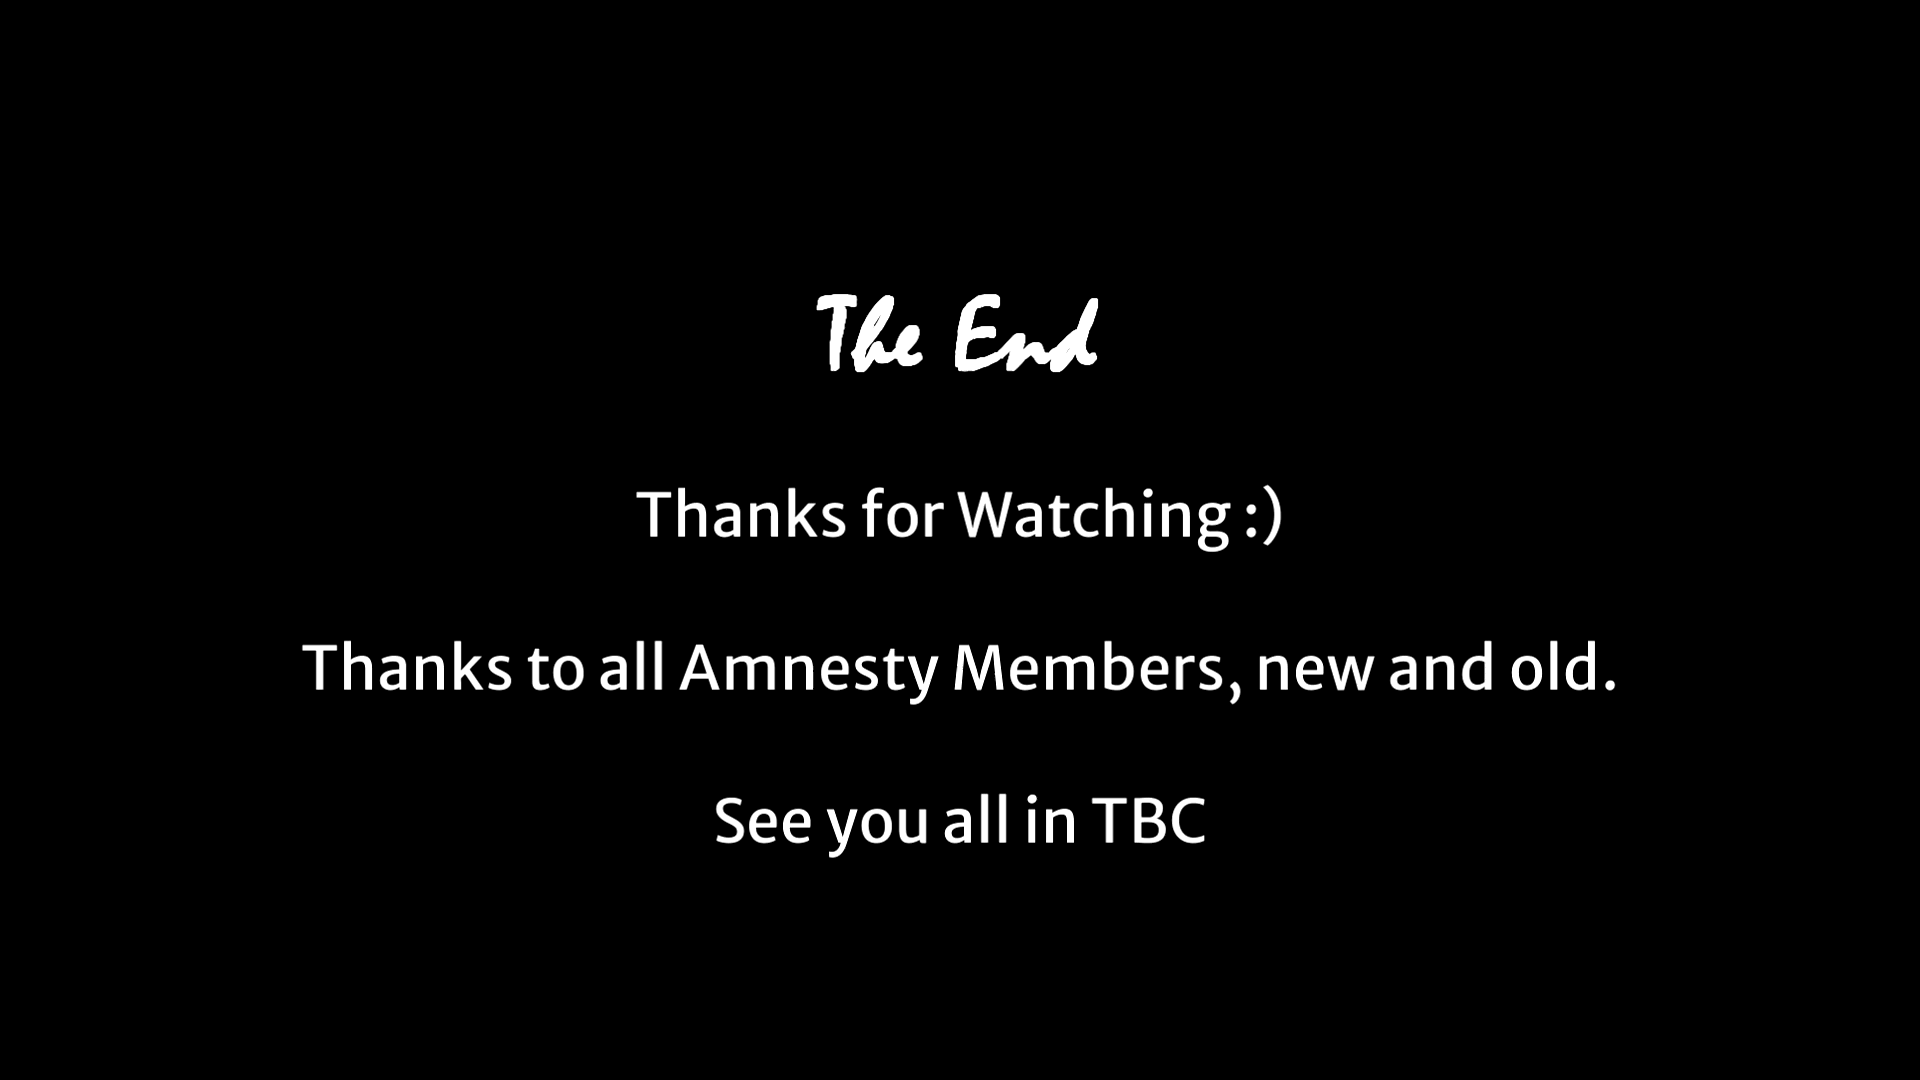 The End
Thanks for Watching :)
Thanks to all Amnesty Members, new and old.
See you all in TBC